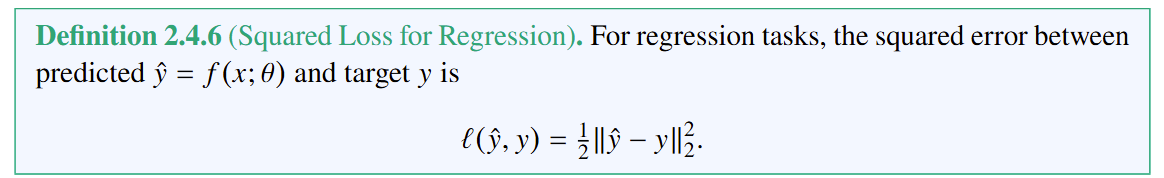 Definition 2.4.6 (Squared Loss for Regression). For regression tasks, the squared error between
predicted ŷ = f(x; θ) and target y is
ℓ(ŷ, y) = ½‖ŷ − y‖₂².